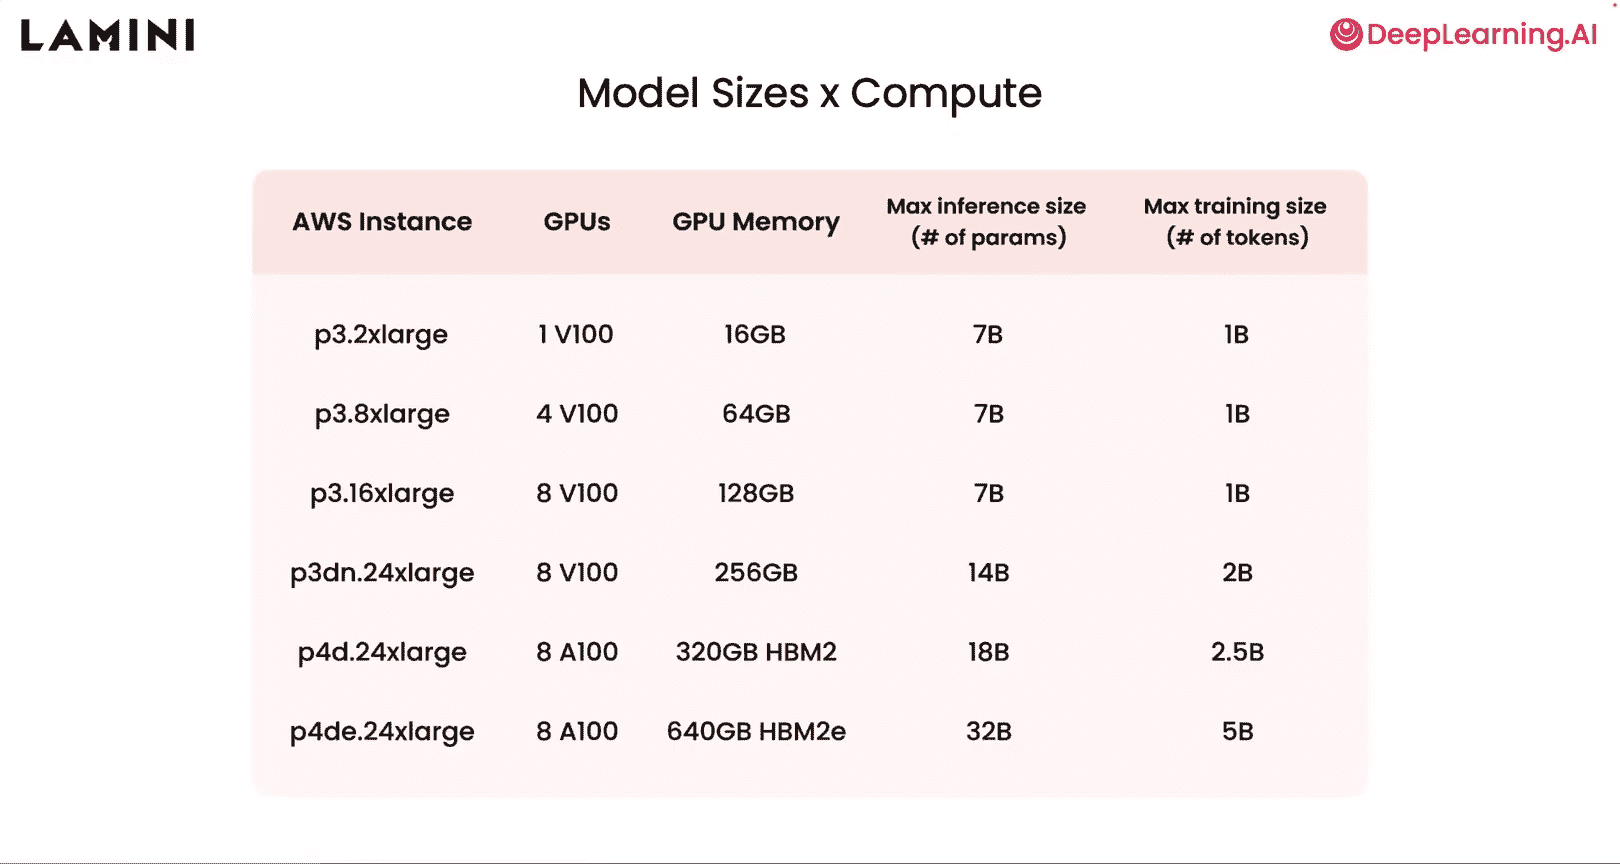 LAMINI
DeepLearning.AI
Model Sizes x Compute
AWS Instance GPUs GPU Memory Max inference size (# of params) Max training size (# of tokens)
p3.2xlarge 1 V100 16GB 7B 1B
p3.8xlarge 4 V100 64GB 7B 1B
p3.16xlarge 8 V100 128GB 7B 1B
p3dn.24xlarge 8 V100 256GB 14B 2B
p4d.24xlarge 8 A100 320GB HBM2 18B 2.5B
p4de.24xlarge 8 A100 640GB HBM2e 32B 5B